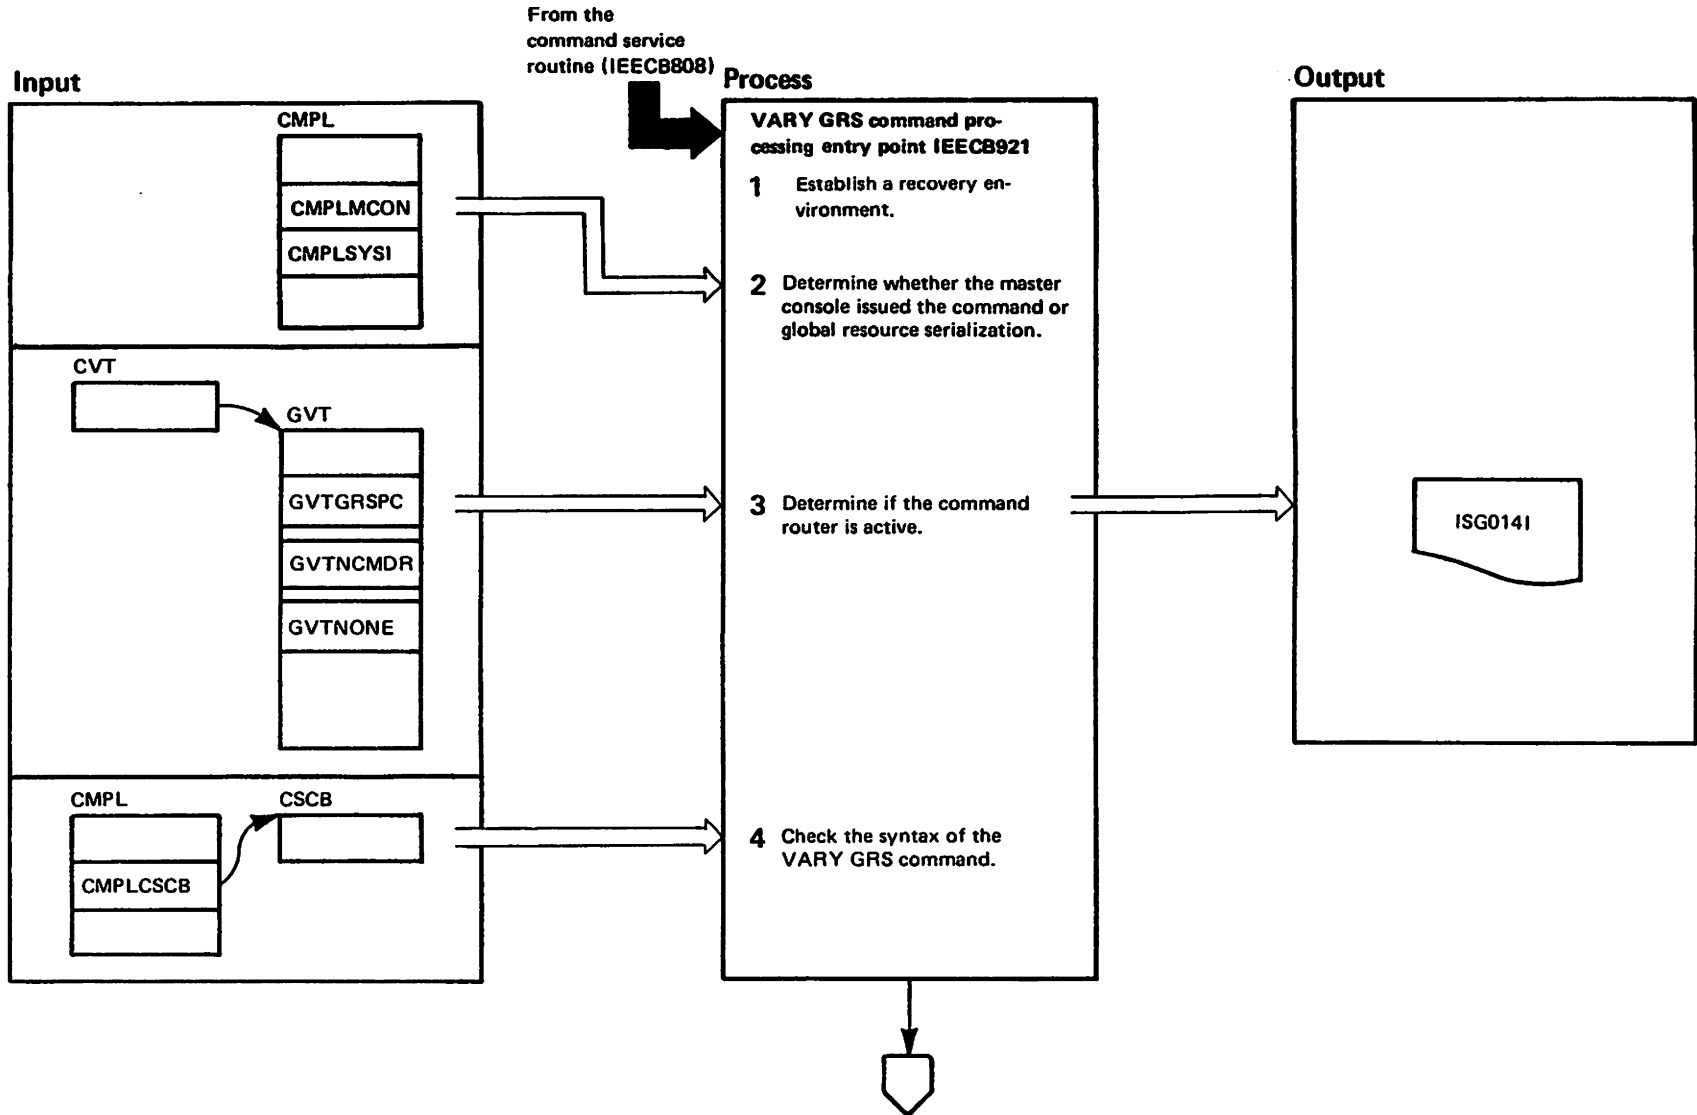 From the
command service
routine (IEECB808)
Input
Process
Output
CMPL
CMPLMCON
CMPLSYSI
CVT
GVT
GVTGRSPC
GVTNCMDR
GVTNONE
CMPL
CSCB
CMPLCSCB
VARY GRS command pro-
cessing entry point IEECB921
1 Establish a recovery en-
vironment.
2 Determine whether the master
console issued the command or
global resource serialization.
3 Determine if the command
router is active.
4 Check the syntax of the
VARY GRS command.
ISG014I